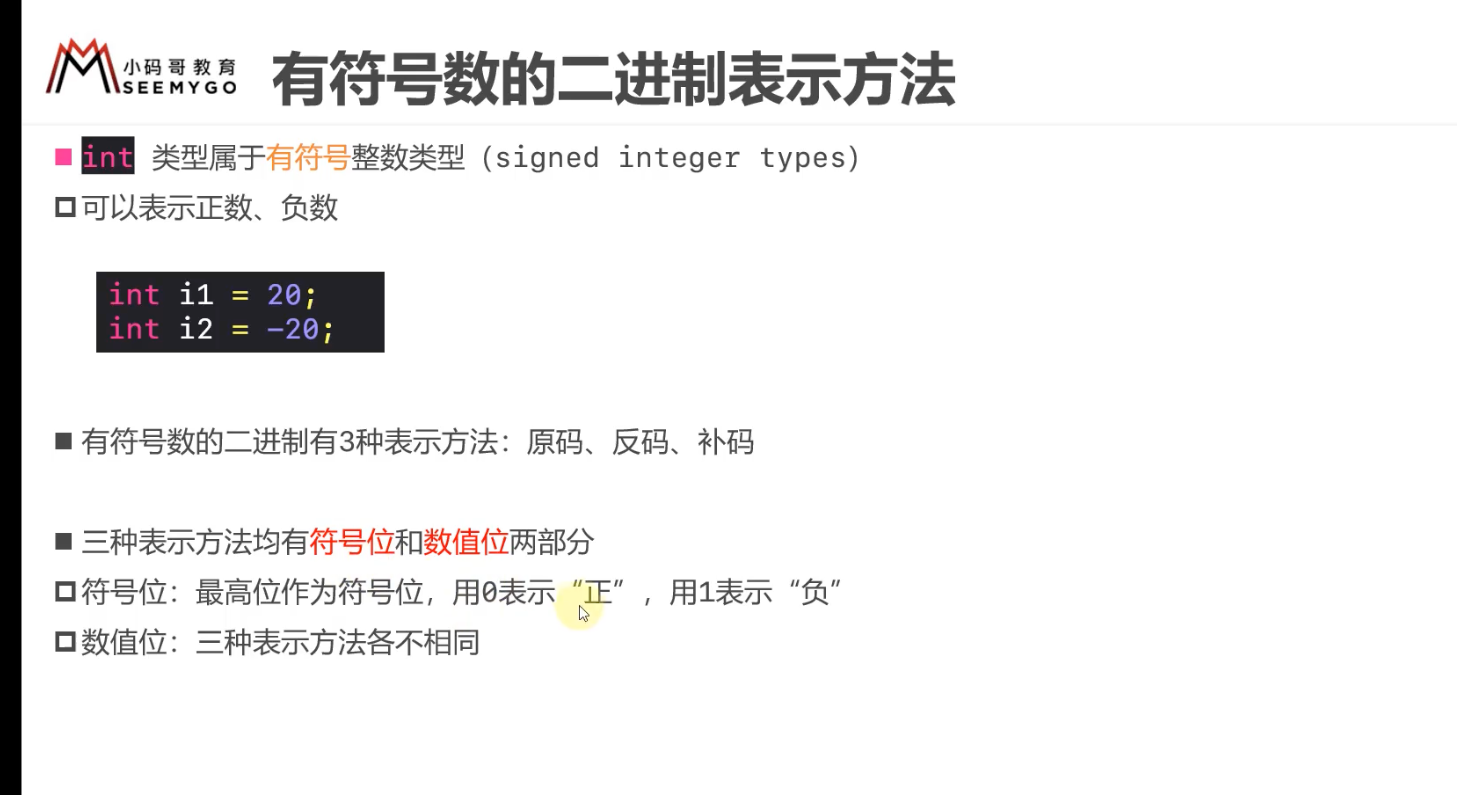 小码哥教育
SEEMYGO
有符号数的二进制表示方法
int 类型属于有符号整数类型（signed integer types）
可以表示正数、负数
int i1 = 20;
int i2 = -20;
有符号数的二进制有3种表示方法：原码、反码、补码
三种表示方法均有符号位和数值位两部分
符号位：最高位作为符号位，用0表示“正”，用1表示“负”
数值位：三种表示方法各不相同